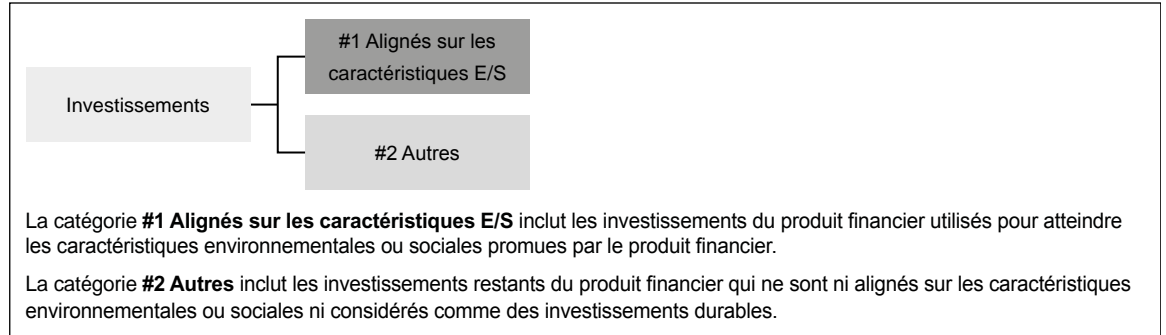 #1 Alignés sur les
caractéristiques E/S
Investissements
#2 Autres
La catégorie #1 Alignés sur les caractéristiques E/S inclut les investissements du produit financier utilisés pour atteindre
les caractéristiques environnementales ou sociales promues par le produit financier.
La catégorie #2 Autres inclut les investissements restants du produit financier qui ne sont ni alignés sur les caractéristiques
environnementales ou sociales ni considérés comme des investissements durables.